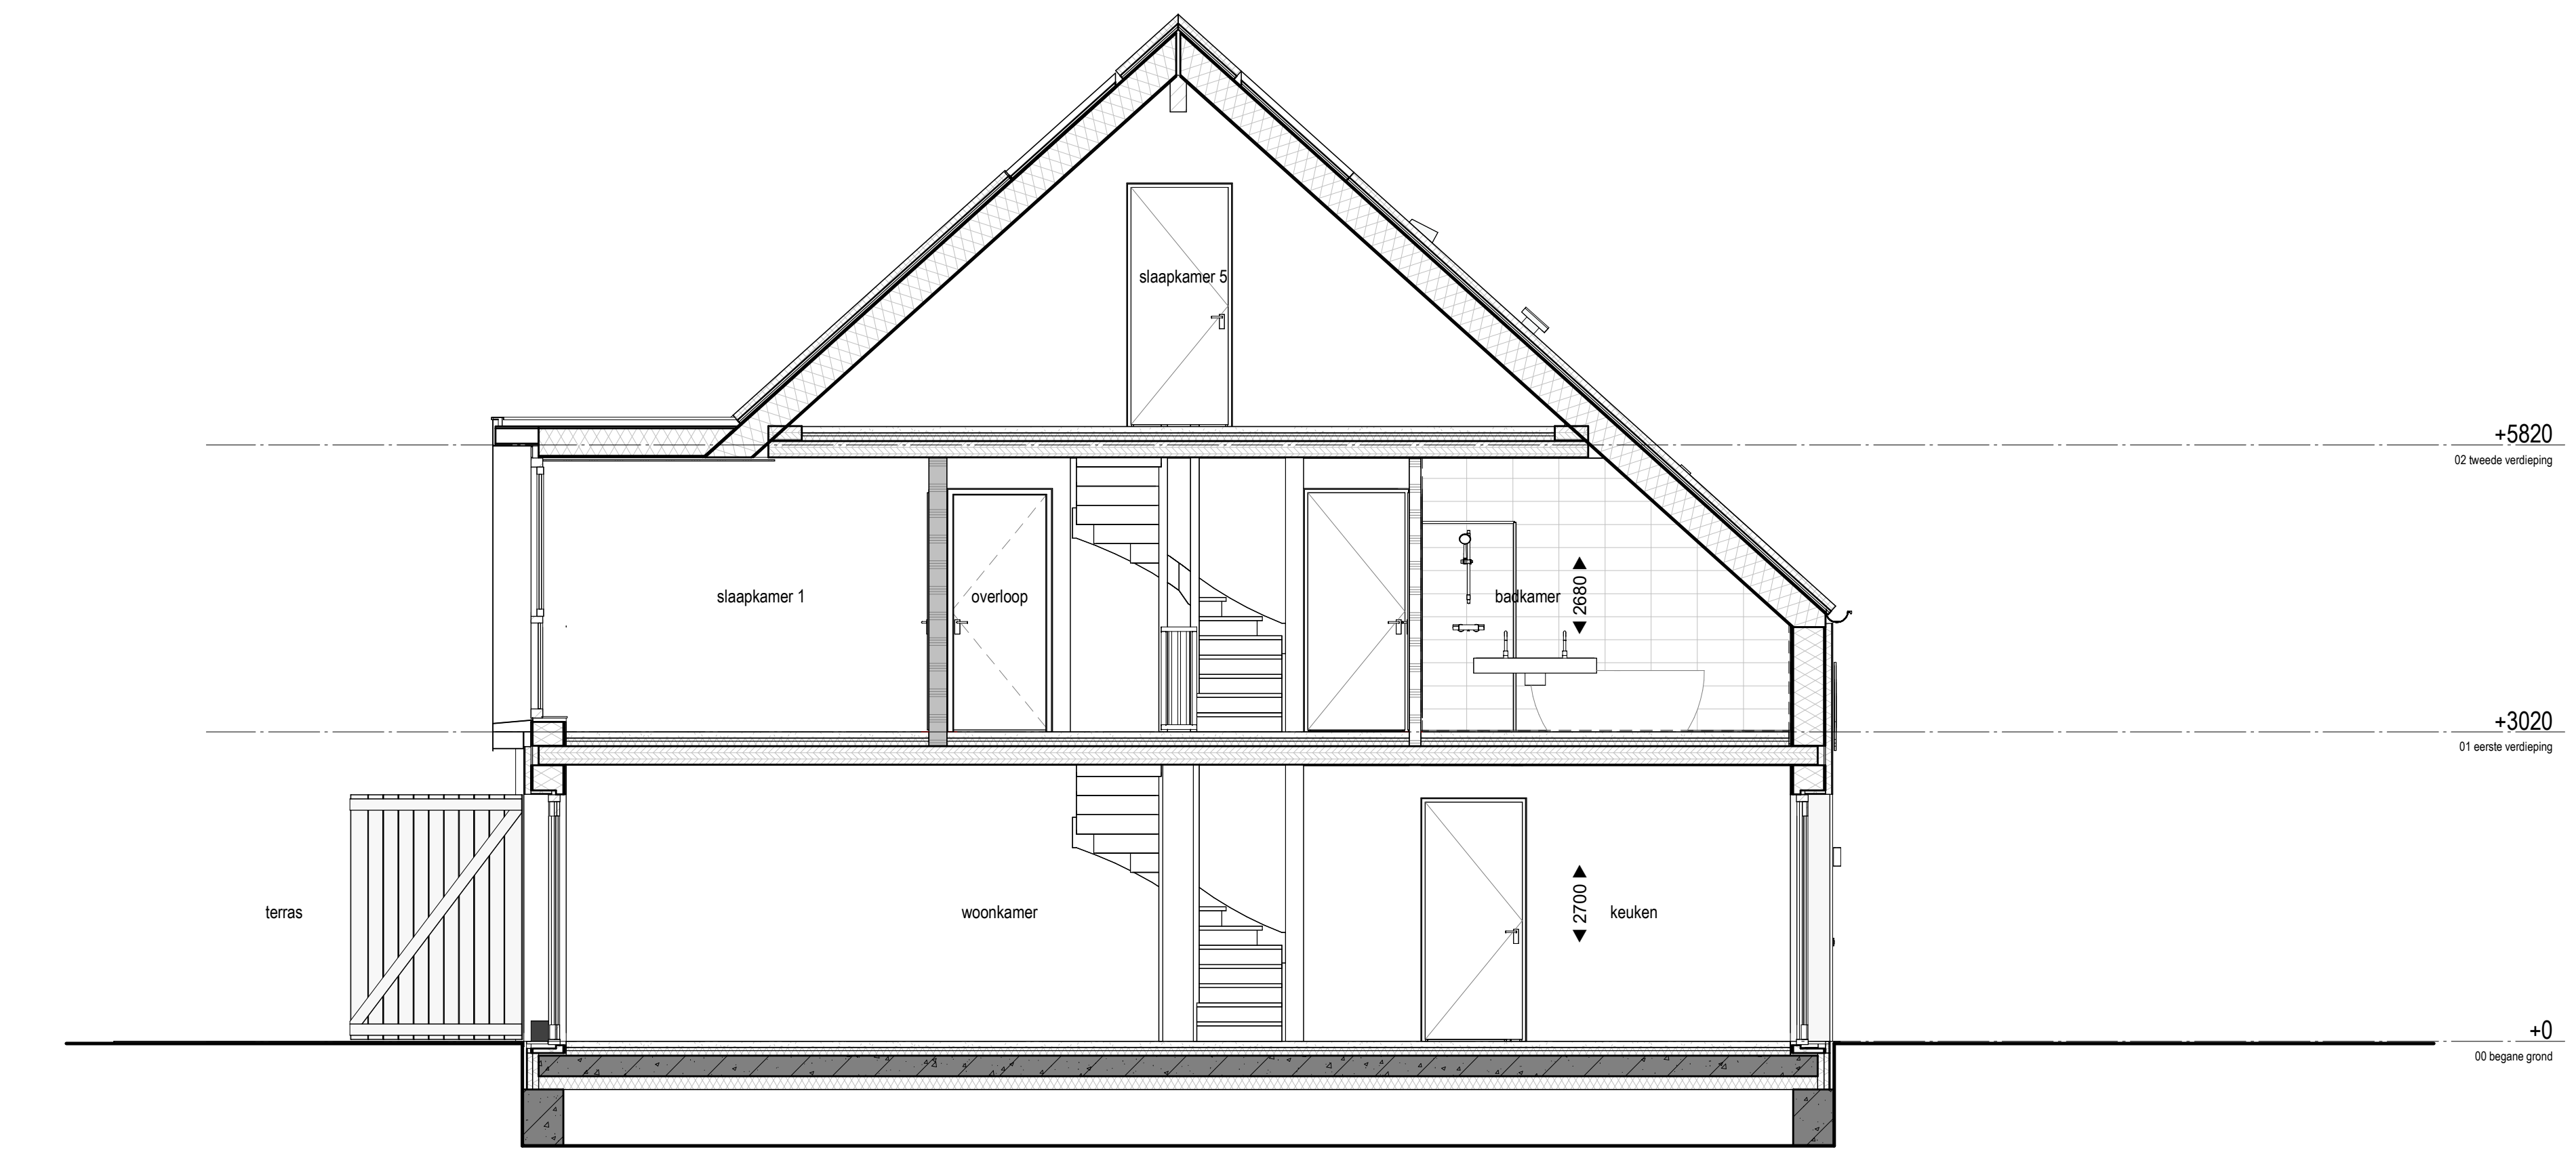 slaapkamer 5
+5820
02 tweede verdieping
slaapkamer 1
overloop
badkamer
2680
+3020
01 eerste verdieping
terras
woonkamer
2700
keuken
+0
00 begane grond